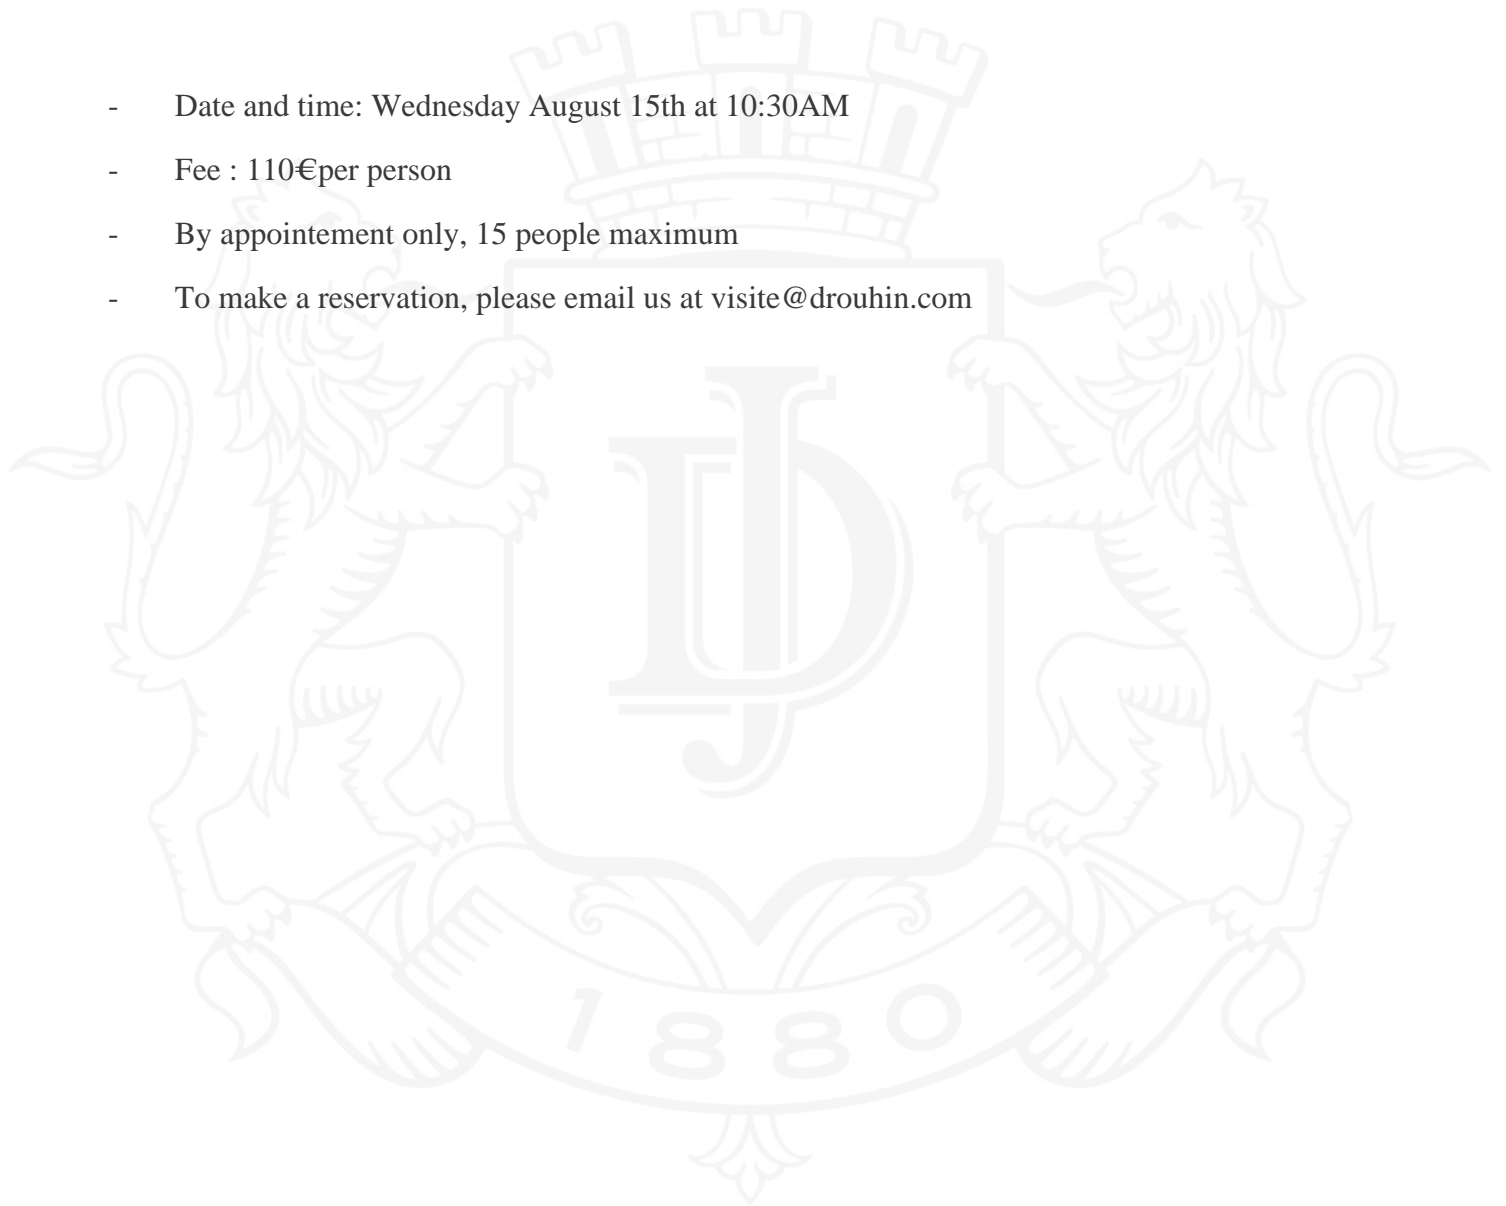 - Date and time: Wednesday August 15th at 10:30AM
- Fee : 110€per person
- By appointement only, 15 people maximum
- To make a reservation, please email us at visite@drouhin.com
JD
1880